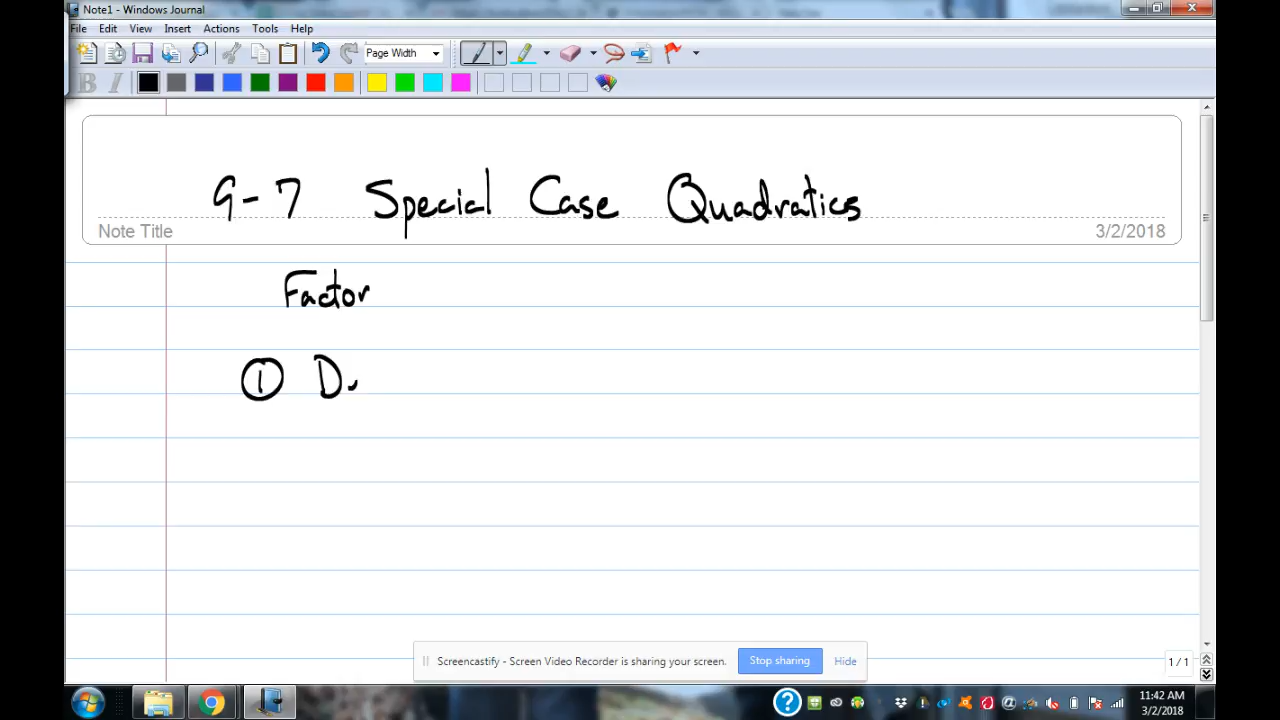 Note1 - Windows Journal
File Edit View Insert Actions Tools Help
Page Width
B I
9-7 Special Case Quadratics
Note Title 3/2/2018
Factor
① D
Screencastify - Screen Video Recorder is sharing your screen. Stop sharing Hide
1 / 1
11:42 AM
3/2/2018